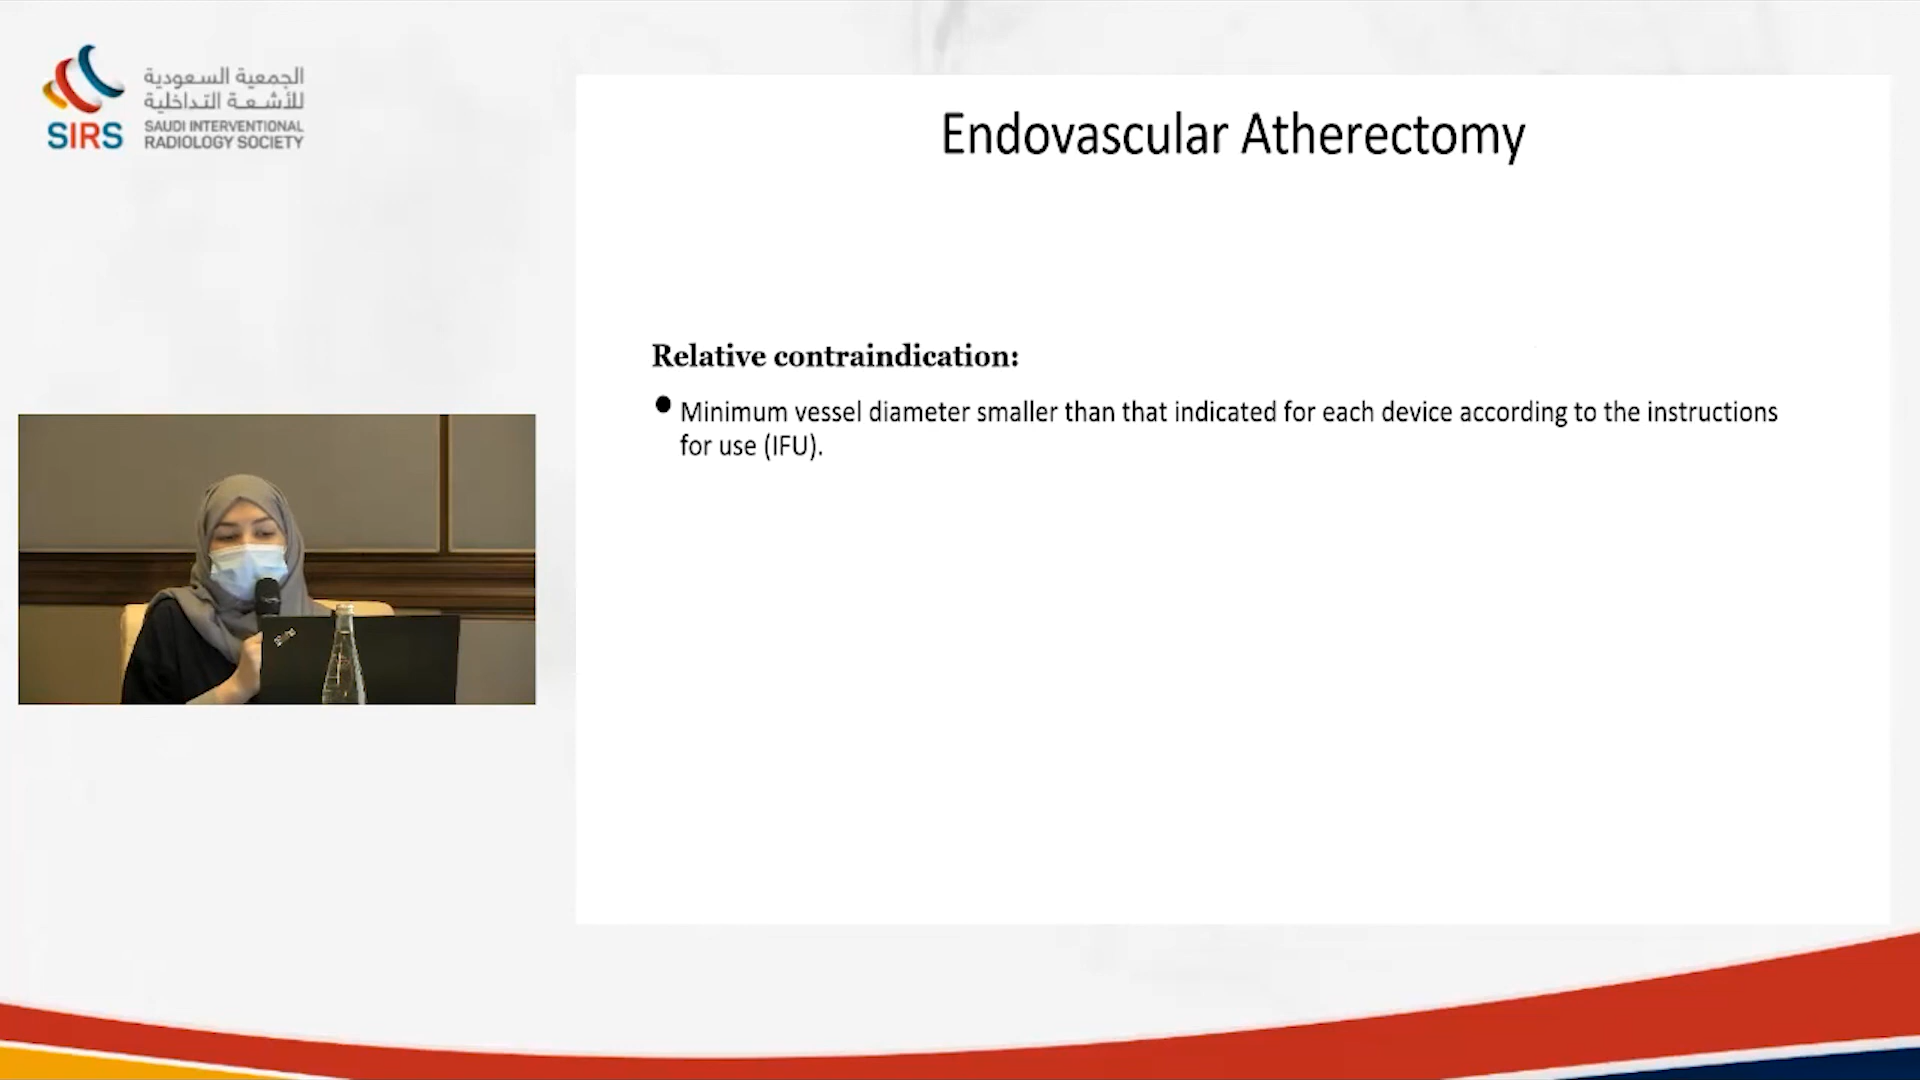 الجمعية السعودية
للأشعة التداخلية
SIRS
SAUDI INTERVENTIONAL
RADIOLOGY SOCIETY
Endovascular Atherectomy
Relative contraindication:
Minimum vessel diameter smaller than that indicated for each device according to the instructions
for use (IFU).